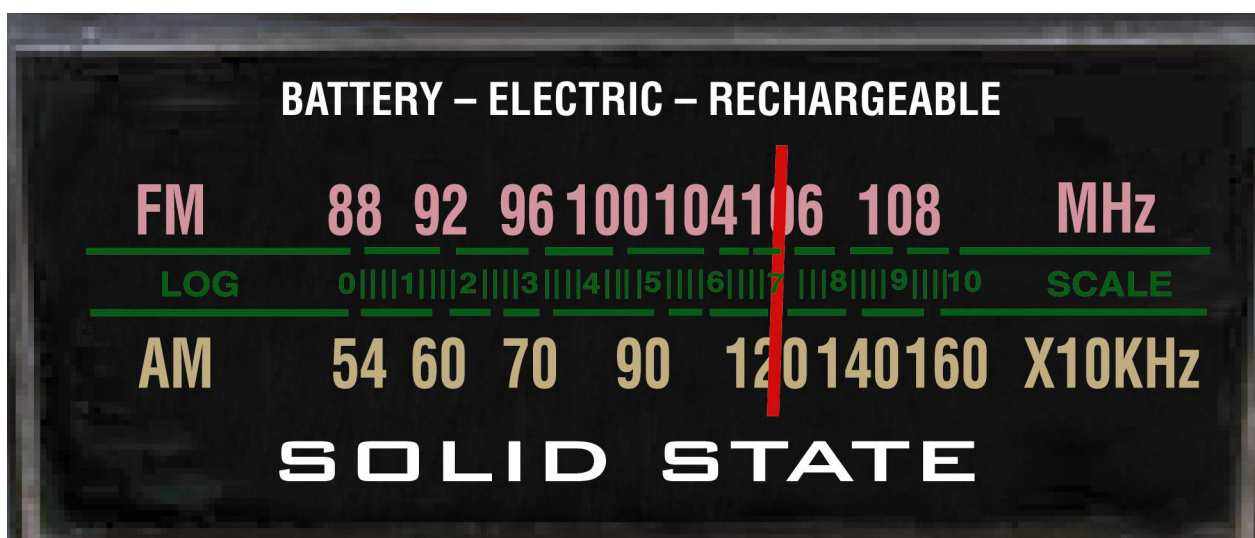 BATTERY – ELECTRIC – RECHARGEABLE
FM 88 92 96 100 104 106 108 MHz
LOG 0 1 2 3 4 5 6 7 8 9 10 SCALE
AM 54 60 70 90 120 140 160 X10KHz
SOLID STATE